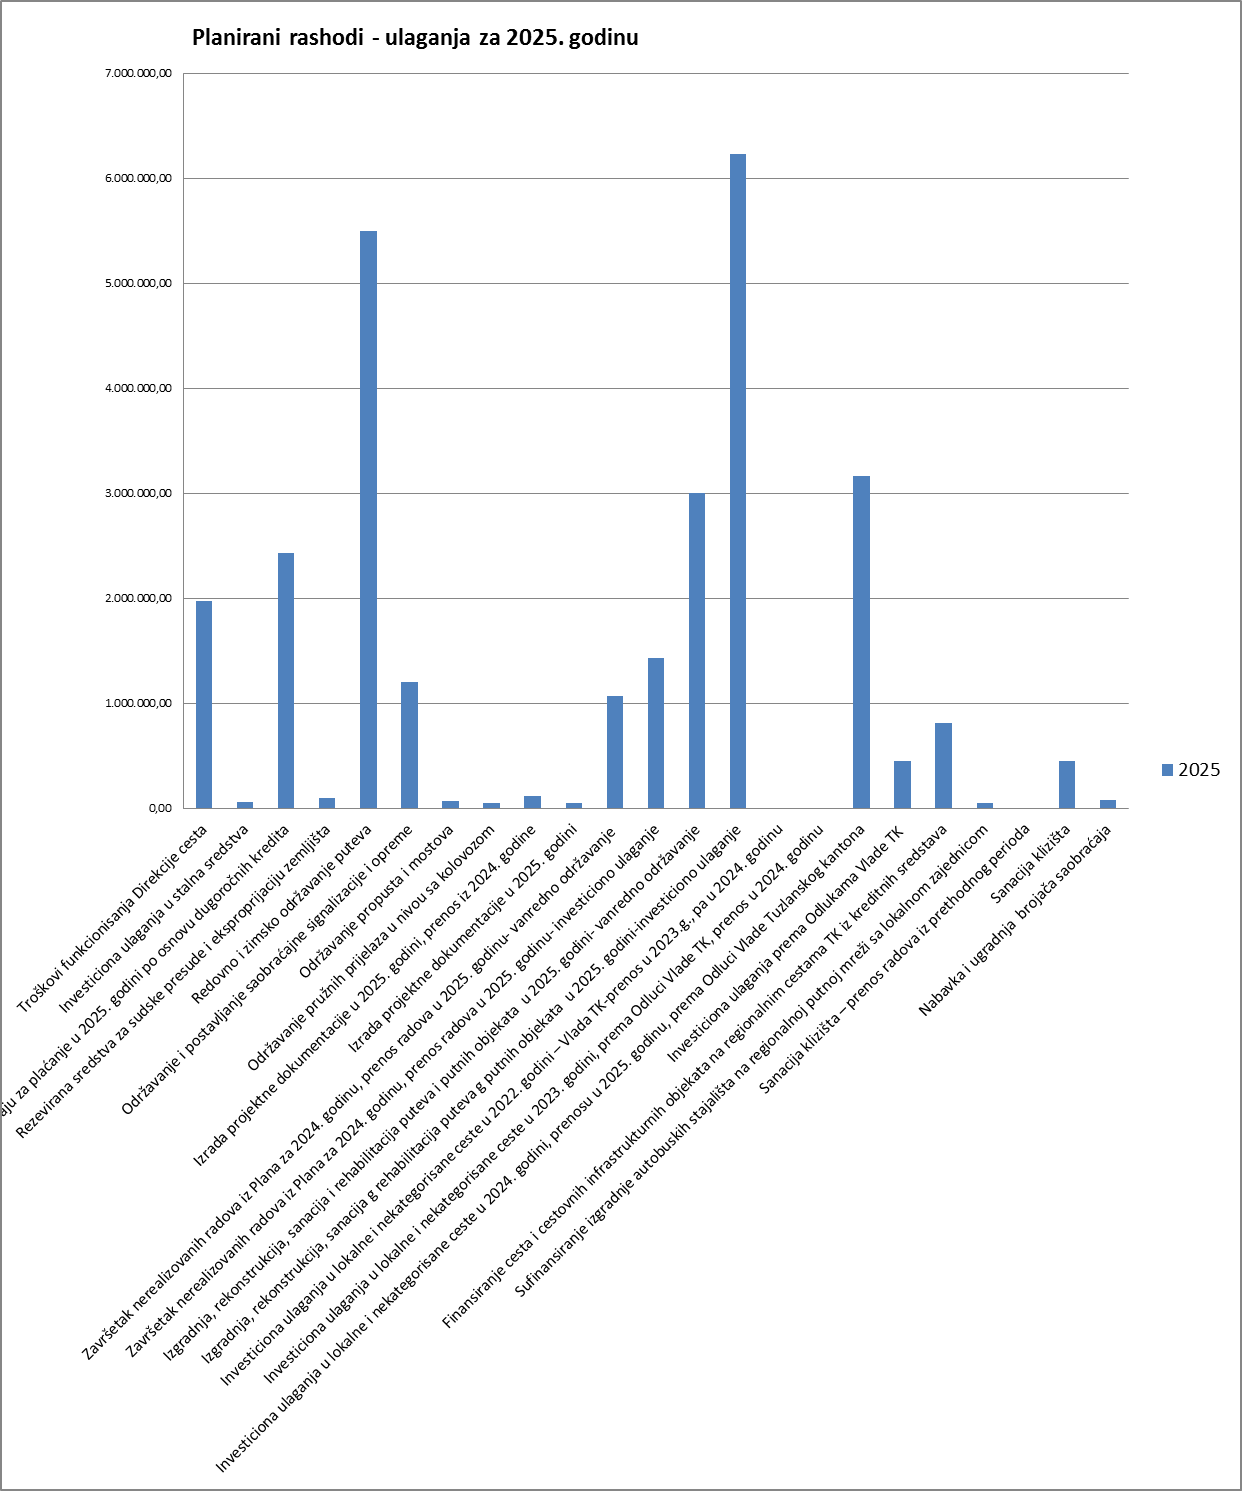 Planirani rashodi - ulaganja za 2025. godinu
7.000.000,00
6.000.000,00
5.000.000,00
4.000.000,00
3.000.000,00
2.000.000,00
1.000.000,00
0,00
2025
Troškovi funkcionisanja Direkcije cesta
Investiciona ulaganja u stalna sredstva
za plaćanje u 2025. godini po osnovu dugoročnih kredita
Rezevirana sredstva za sudske presude i eksproprijaciju zemljišta
Redovno i zimsko održavanje puteva
Održavanje i postavljanje saobraćajne signalizacije i opreme
Održavanje propusta i mostova
Održavanje pružnih prijelaza u nivou sa kolovozom
Izrada projektne dokumentacije u 2025. godini, prenos iz 2024. godine
Izrada projektne dokumentacije u 2025. godini
Završetak nerealizovanih radova iz Plana za 2024. godinu, prenos radova u 2025. godinu- vanredno održavanje
Završetak nerealizovanih radova iz Plana za 2024. godinu, prenos radova u 2025. godinu- investiciono ulaganje
Izgradnja, rekonstrukcija, sanacija i rehabilitacija puteva i putnih objekata u 2025. godini- vanredno održavanje
Izgradnja, rekonstrukcija, sanacija g rehabilitacija puteva g putnih objekata u 2025. godini-investiciono ulaganje
Investiciona ulaganja u lokalne i nekategorisane ceste u 2022. godini – Vlada TK-prenos u 2023-g., pa u 2024. godinu
Investiciona ulaganja u lokalne i nekategorisane ceste u 2023. godini, prema Odluci Vlade TK, prenos u 2024. godinu
Investiciona ulaganja u lokalne i nekategorisane ceste u 2024. godini, prenosu u 2025. godinu, prema Odluci Vlade Tuzlanskog kantona
Investiciona ulaganja prema Odlukama Vlade TK
Finansiranje cesta i cestovnih infrastrukturnih objekata na regionalnim cestama TK iz kreditnih sredstava
Sufinansiranje izgradnje autobuskih stajališta na regionalnoj putnoj mreži sa lokalnom zajednicom
Sanacija klizišta – prenos radova iz prethodnog perioda
Sanacija klizišta
Nabavka i ugradnja brojača saobraćaja